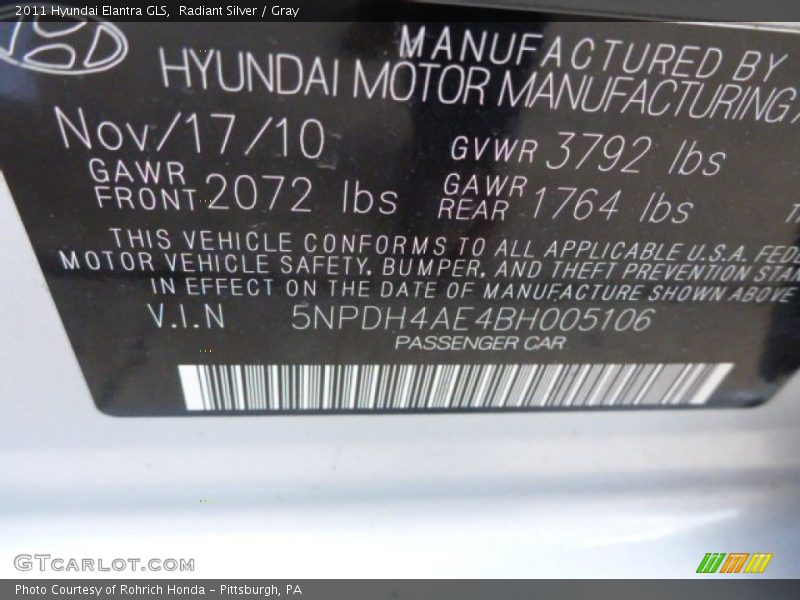 2011 Hyundai Elantra GLS,  Radiant Silver / Gray
MANUFACTURED BY
HYUNDAI MOTOR MANUFACTURING
Nov/17/10
GVWR 3792 lbs
GAWR FRONT 2072 lbs
GAWR REAR 1764 lbs
THIS VEHICLE CONFORMS TO ALL APPLICABLE U.S.A.
MOTOR VEHICLE SAFETY, BUMPER, AND THEFT PREVENTION
IN EFFECT ON THE DATE OF MANUFACTURE SHOWN ABOVE
V.I.N 5NPDH4AE4BH005106
PASSENGER CAR
GTCARLOT.COM
Photo Courtesy of Rohrich Honda - Pittsburgh, PA